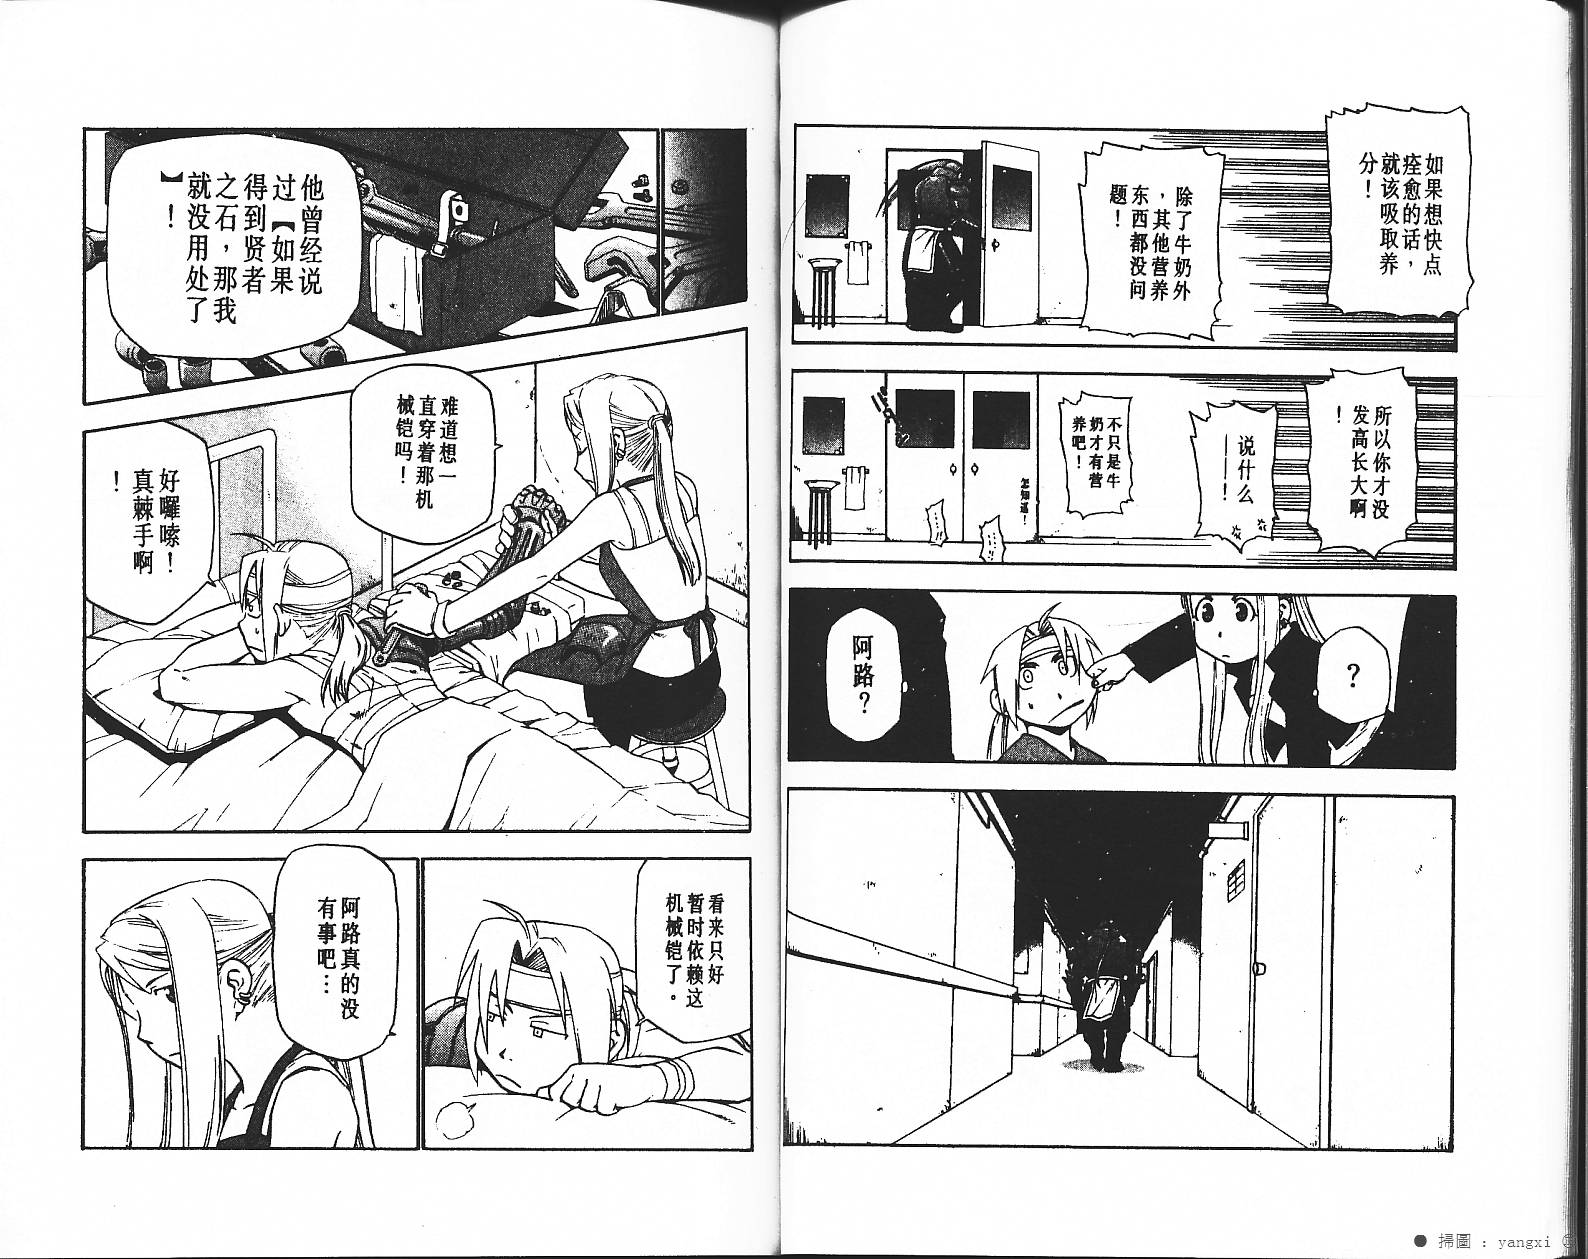 如果想快点
痊愈的话，
就该吸取养
分！
除了牛奶外
，其他营养
东西都没问
题！
所以你才没
发高长大啊
！
说什么
——！
不只是牛
奶才有营
养吧！
怎知道！
……
……
？
阿路？
他曾经说
过【如果
得到贤者
之石，那我
就没用处了
】！
难道想一
直穿着那机
械铠吗！
好囉嗦！
真棘手啊
！
看来只好
暂时依赖这
机械铠了。
阿路真的没
有事吧…
● 掃圖 : yangxi